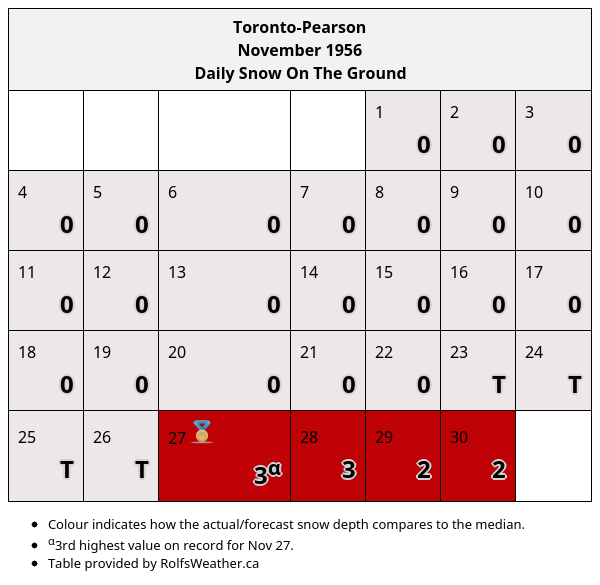 Toronto-Pearson
November 1956
Daily Snow On The Ground
1 2 3
0 0 0
4 5 6 7 8 9 10
0 0 0 0 0 0 0
11 12 13 14 15 16 17
0 0 0 0 0 0 0
18 19 20 21 22 23 24
0 0 0 0 0 T T
25 26 27 28 29 30
T T 3ᵅ 3 2 2
• Colour indicates how the actual/forecast snow depth compares to the median.
• ᵅ3rd highest value on record for Nov 27.
• Table provided by RolfsWeather.ca